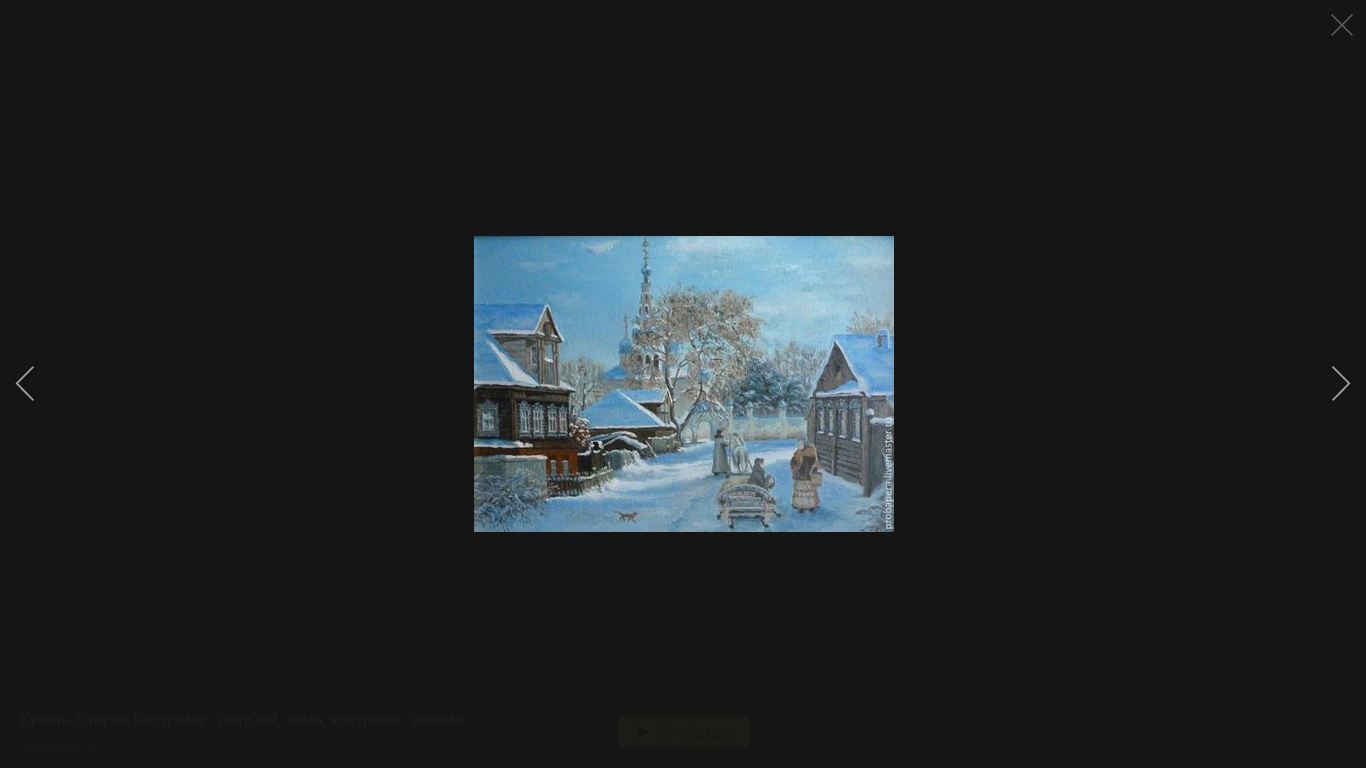 probapera.livemaster.ru
Купить Старая Кострома - голубой, зима, кострома, зимний ...
Слайд-шоу